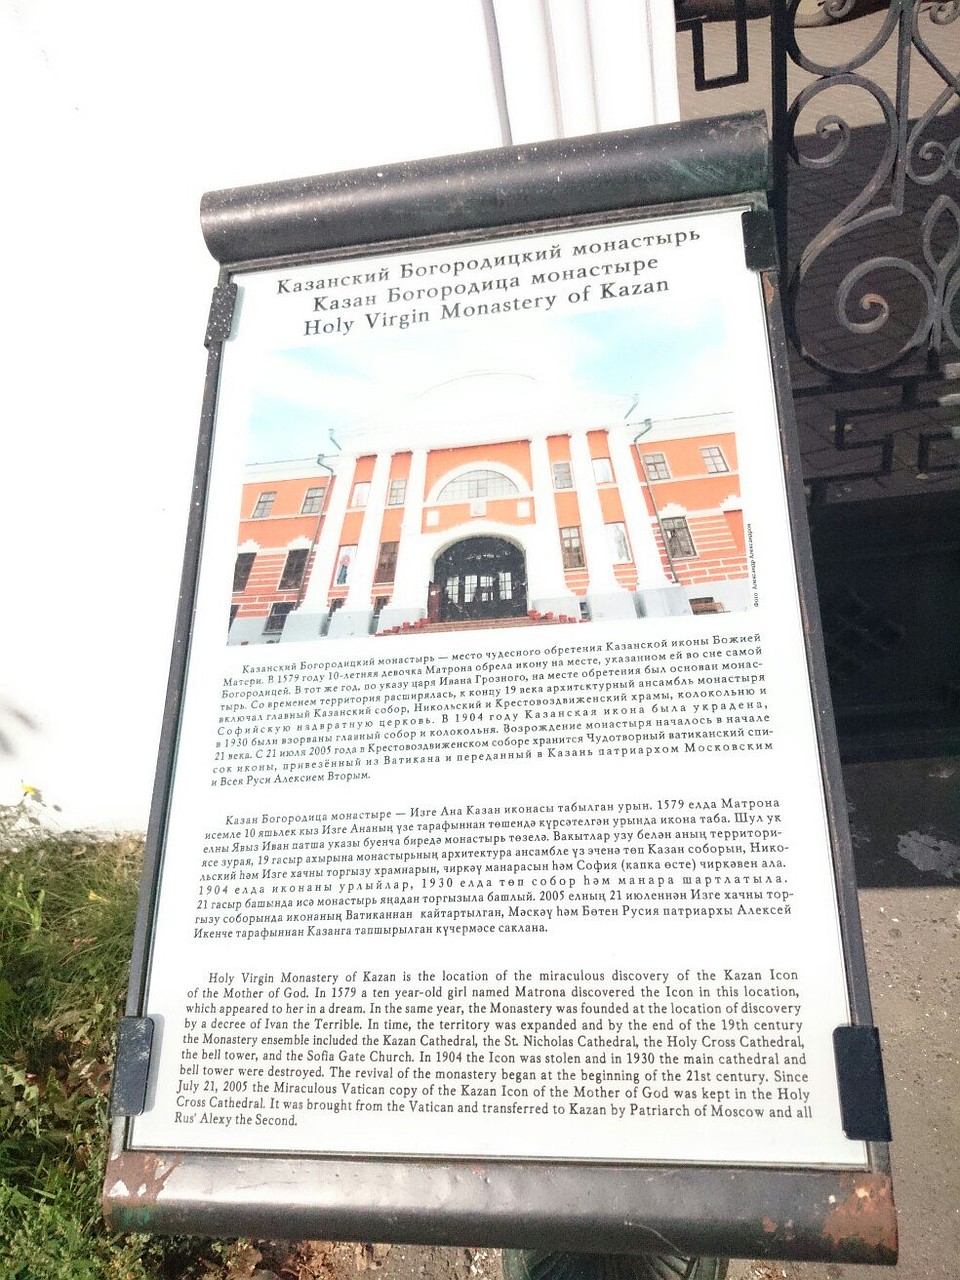 Казанский Богородицкий монастырь
Казан Богородица монастыре
Holy Virgin Monastery of Kazan
Фото Александр Александров
Казанский Богородицкий монастырь — место чудесного обретения Казанской иконы Божией
Матери. В 1579 году 10-летняя девочка Матрона обрела икону на месте, указанном ей во сне самой
Богородицей. В тот же год, по указу царя Ивана Грозного, на месте обретения был основан монас-
тырь. Со временем территория расширялась, к концу 19 века архитектурный ансамбль монастыря
включал главный Казанский собор, Никольский и Крестовоздвиженский храмы, колокольню и
Софийскую надвратную церковь. В 1904 году Казанская икона была украдена,
в 1930 были взорваны главный собор и колокольня. Возрождение монастыря началось в начале
21 века. С 21 июля 2005 года в Крестовоздвиженском соборе хранится Чудотворный ватиканский спи-
сок иконы, привезённый из Ватикана и переданный в Казань патриархом Московским
и Всея Руси Алексием Вторым.
Казан Богородица монастыре — Изге Ана Казан иконасы табылган урын. 1579 елда Матрона
исемле 10 яшьлек кыз Изге Ананың үзе тарафыннан төшендә күрсәтелгән урында икона таба. Шул ук
елны Явыз Иван патша указы буенча биредә монастырь төзелә. Вакытлар узу белән аның территори-
ясе зурая, 19 гасыр ахырына монастырьның архитектура ансамбле үз эченә төп Казан соборын, Нико-
льский һәм Изге хачны торгызу храмнарын, чиркәү манарасын һәм София (капка өсте) чиркәвен ала.
1904 елда иконаны урлыйлар, 1930 елда төп собор һәм манара шартлатыла.
21 гасыр башында исә монастырь яңадан торгызыла башлый. 2005 елның 21 июленнән Изге хачны тор-
гызу соборында иконаның Ватиканнан кайтартылган, Мәскәү һәм Бөтен Русия патриархы Алексей
Икенче тарафыннан Казанга тапшырылган күчермәсе саклана.
Holy Virgin Monastery of Kazan is the location of the miraculous discovery of the Kazan Icon
of the Mother of God. In 1579 a ten year-old girl named Matrona discovered the Icon in this location,
which appeared to her in a dream. In the same year, the Monastery was founded at the location of discovery
by a decree of Ivan the Terrible. In time, the territory was expanded and by the end of the 19th century
the Monastery ensemble included the Kazan Cathedral, the St. Nicholas Cathedral, the Holy Cross Cathedral,
the bell tower, and the Sofia Gate Church. In 1904 the Icon was stolen and in 1930 the main cathedral and
bell tower were destroyed. The revival of the monastery began at the beginning of the 21st century. Since
July 21, 2005 the Miraculous Vatican copy of the Kazan Icon of the Mother of God was kept in the Holy
Cross Cathedral. It was brought from the Vatican and transferred to Kazan by Patriarch of Moscow and all
Rus' Alexy the Second.